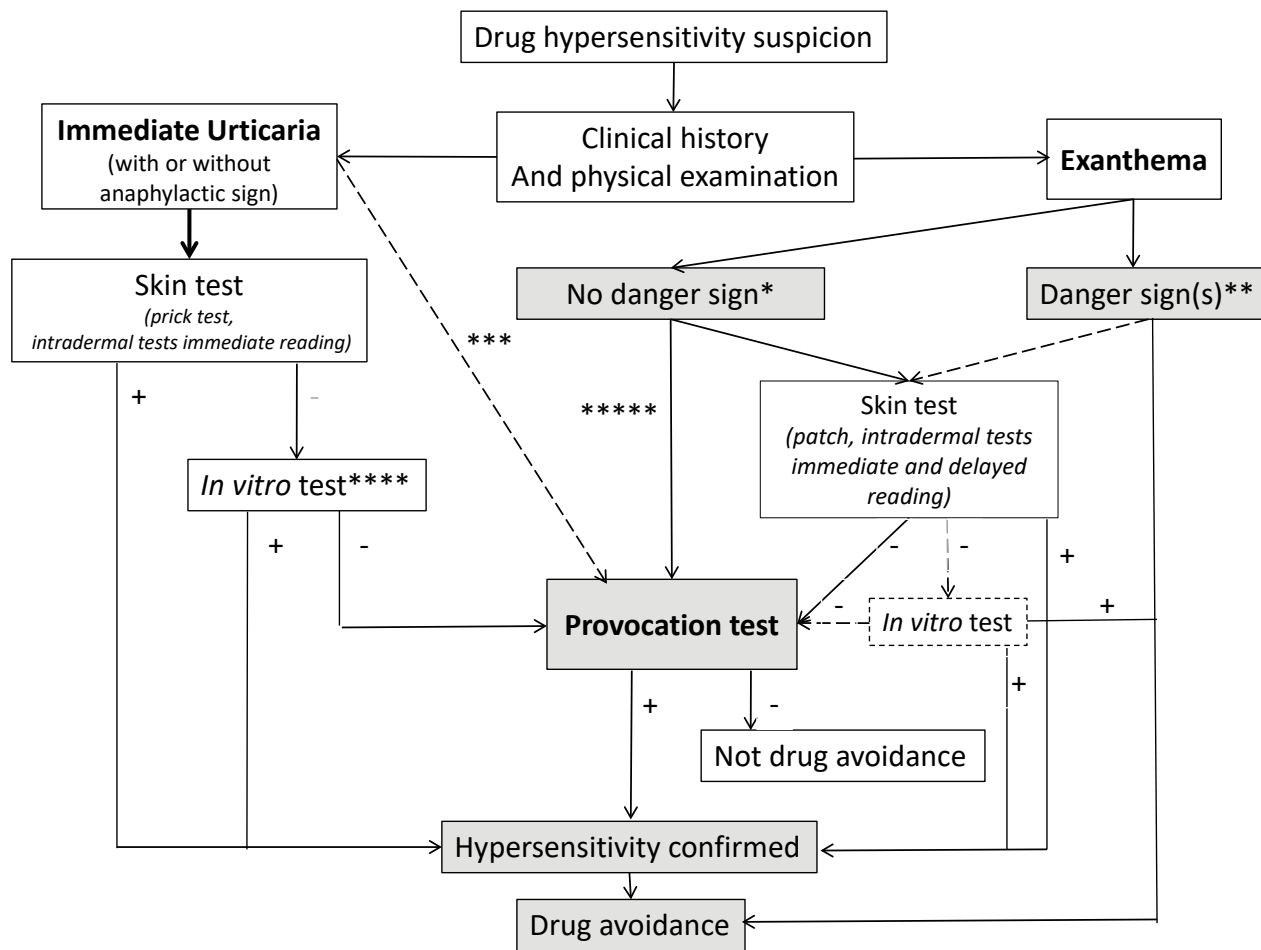 Drug hypersensitivity suspicion
Immediate Urticaria
(with or without
anaphylactic sign)
Clinical history
And physical examination
Exanthema
Skin test
(prick test,
intradermal tests immediate reading)
No danger sign*
Danger sign(s)**
***
*****
+
-
Skin test
(patch, intradermal tests
immediate and delayed
reading)
In vitro test****
+
-
-
-
+
Provocation test
-
In vitro test
+
+
+
-
Not drug avoidance
Hypersensitivity confirmed
Drug avoidance